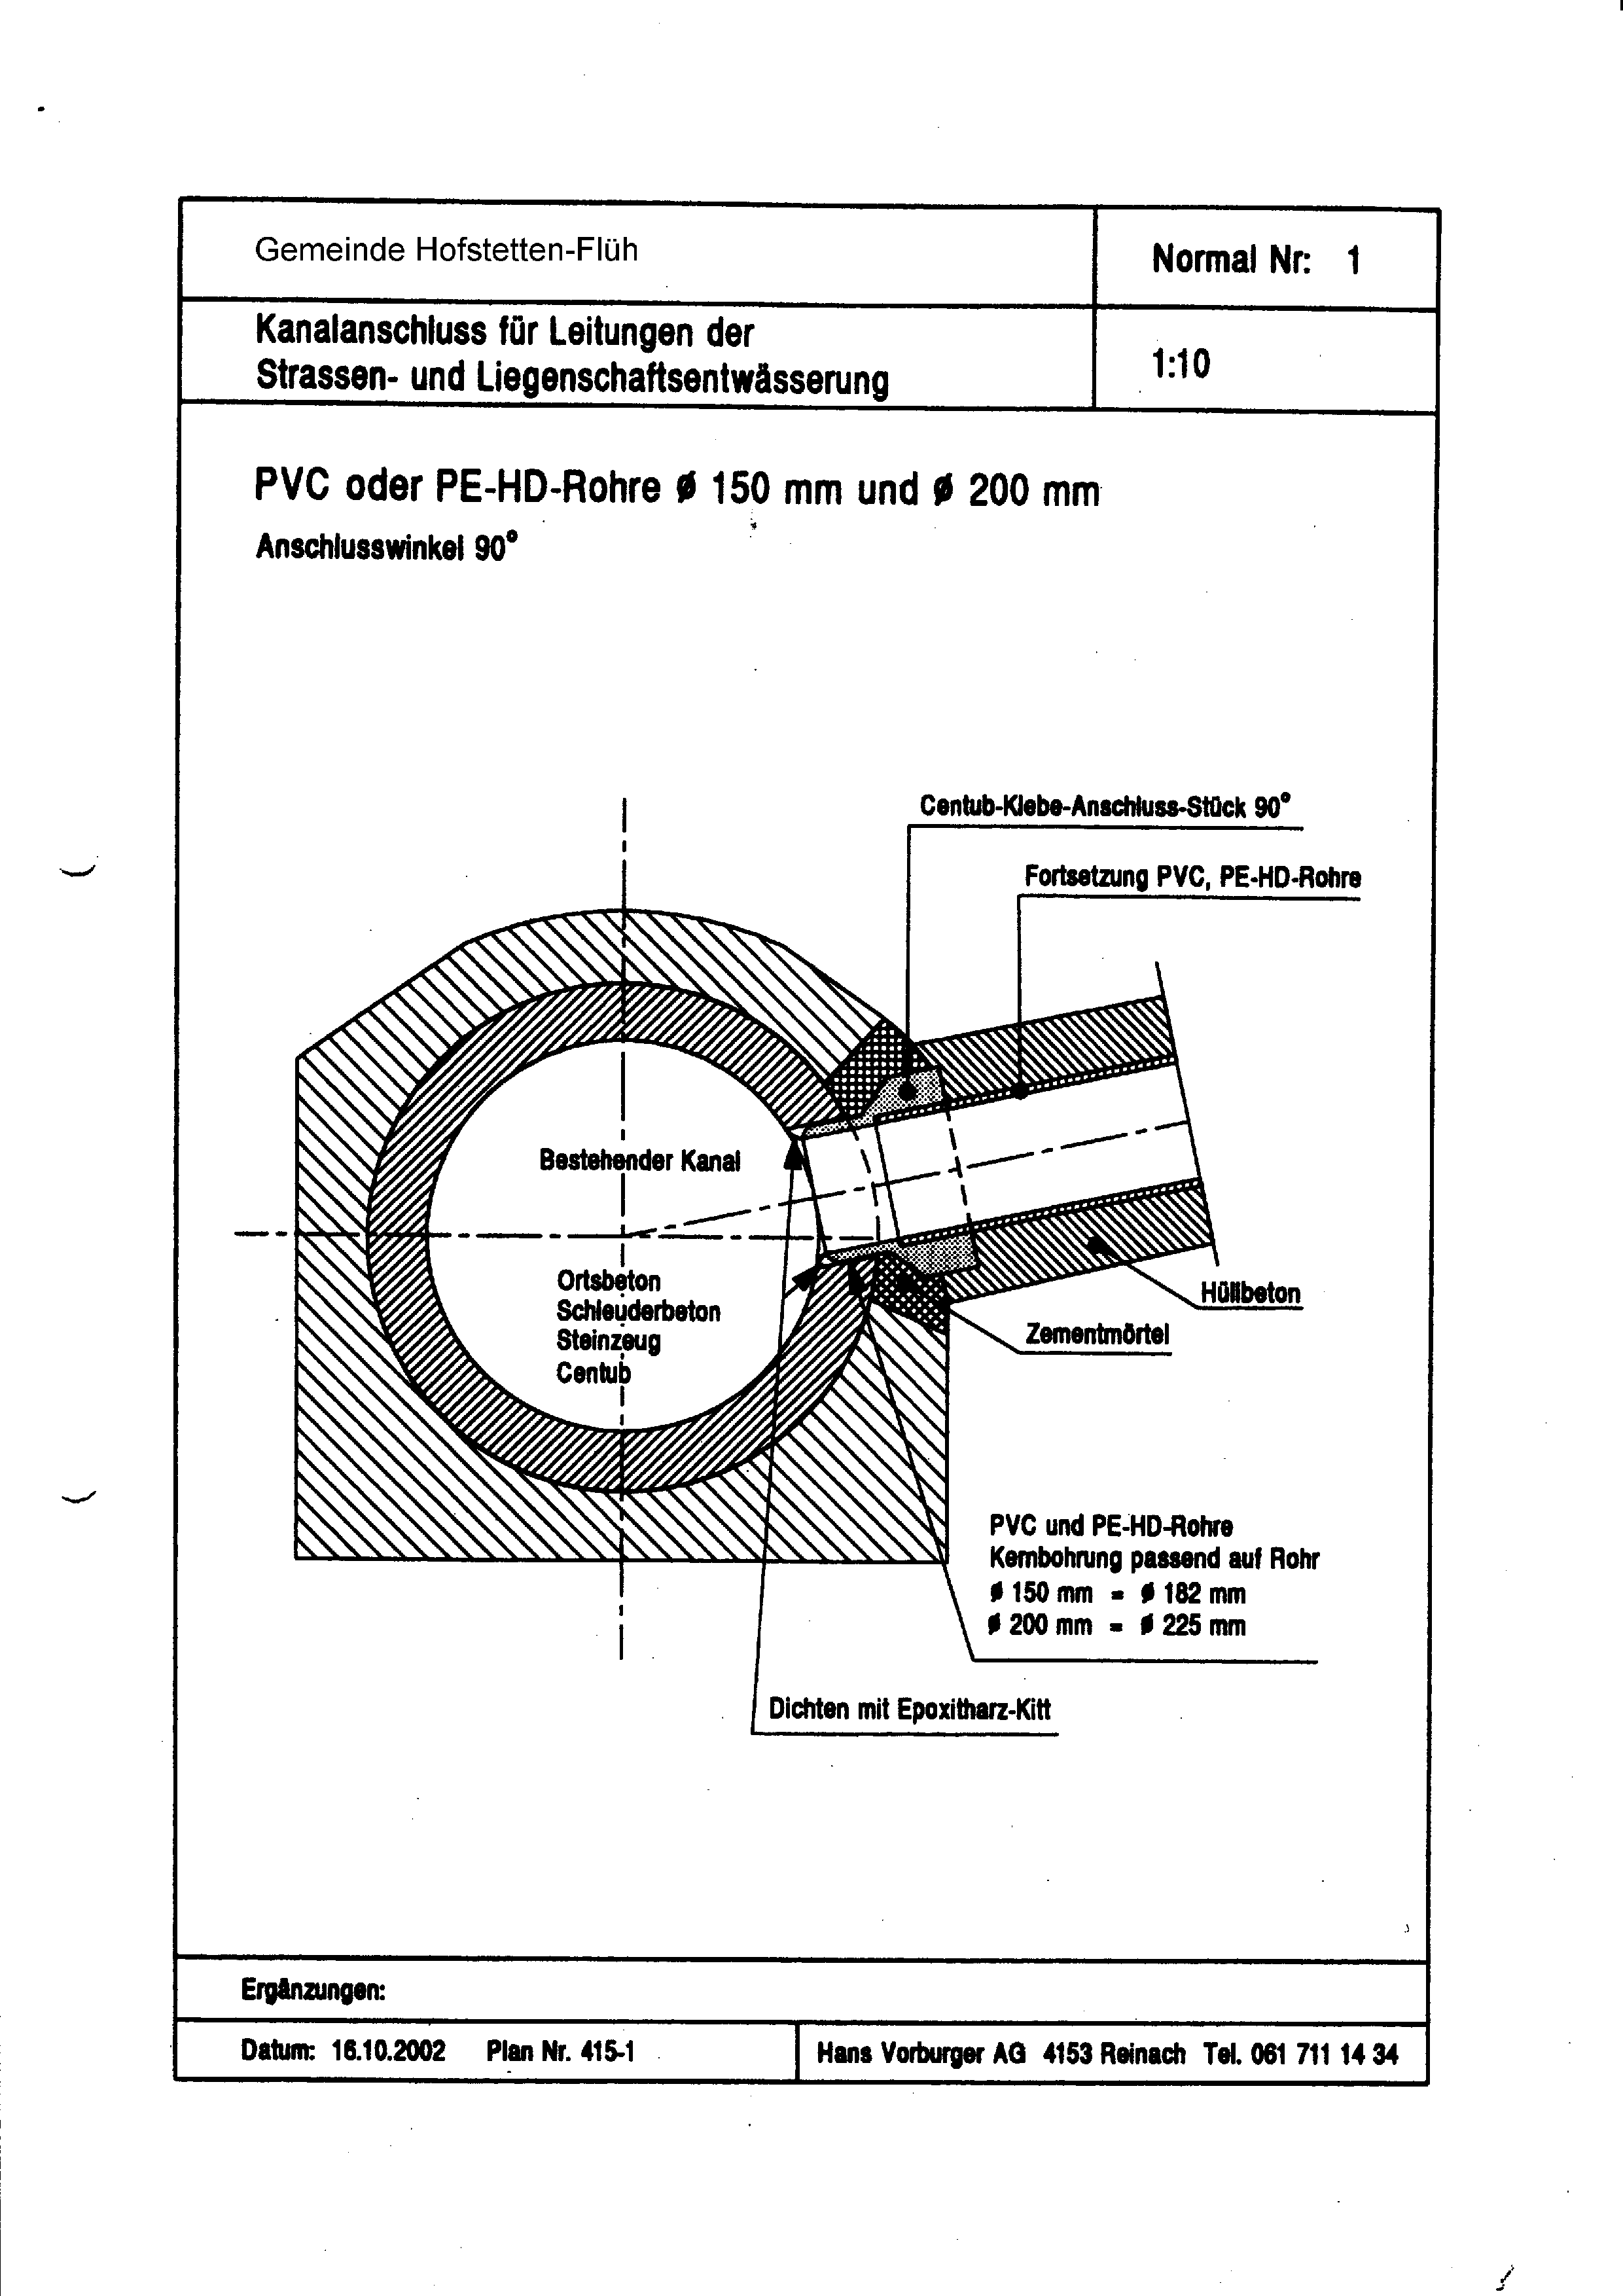 Gemeinde Hofstetten-Flüh
Normal Nr: 1
Kanalanschluss für Leitungen der
Strassen- und Liegenschaftsentwässerung
1:10
PVC oder PE-HD-Rohre ø 150 mm und ø 200 mm
Anschlusswinkel 90°
Centub-Klebe-Anschluss-Stück 90°
Fortsetzung PVC, PE-HD-Rohre
Bestehender Kanal
Ortsbeton
Schleuderbeton
Steinzeug
Centub
Hüllbeton
Zementmörtel
PVC und PE-HD-Rohre
Kernbohrung passend auf Rohr
ø 150 mm = ø 182 mm
ø 200 mm = ø 225 mm
Dichten mit Epoxitharz-Kitt
Ergänzungen:
Datum: 16.10.2002 Plan Nr. 415-1
Hans Vorburger AG 4153 Reinach Tel. 061 711 14 34